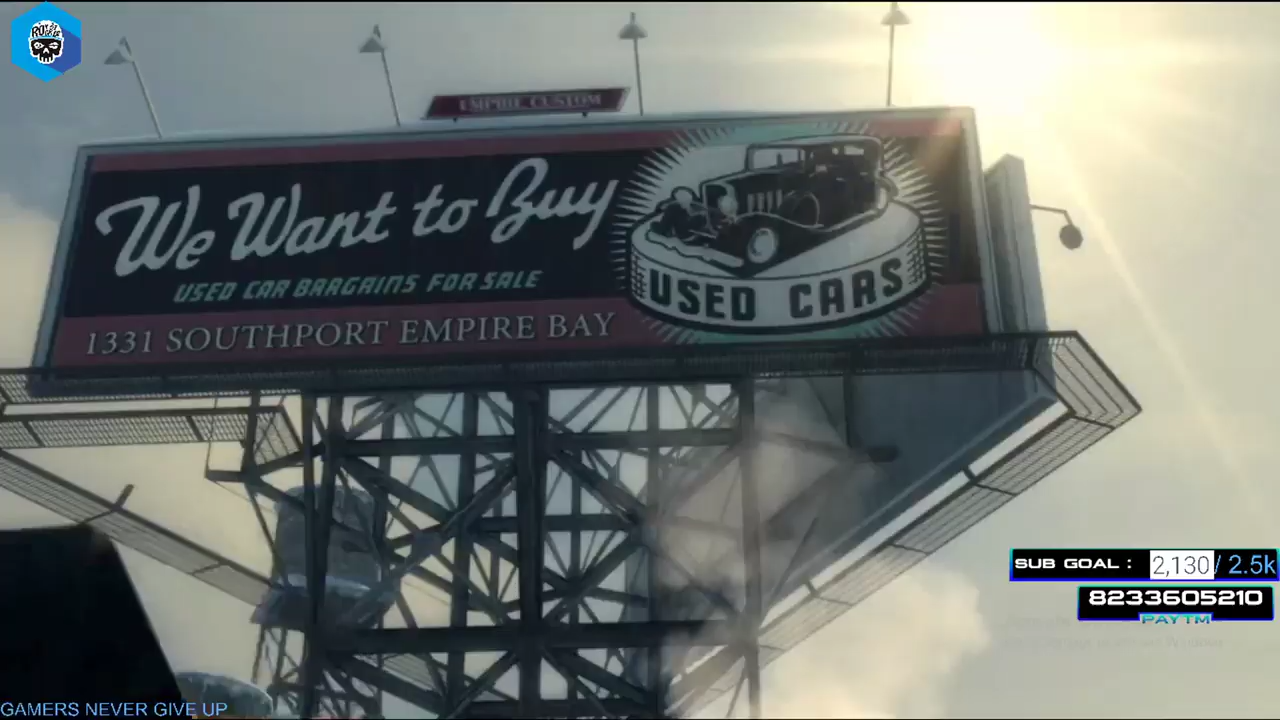 EMPIRE CUSTOM
We Want to Buy
USED CAR BARGAINS FOR SALE
1331 SOUTHPORT EMPIRE BAY
USED CARS
SUB GOAL : 2,130 / 2.5k
8233605210
PAYTM
GAMERS NEVER GIVE UP